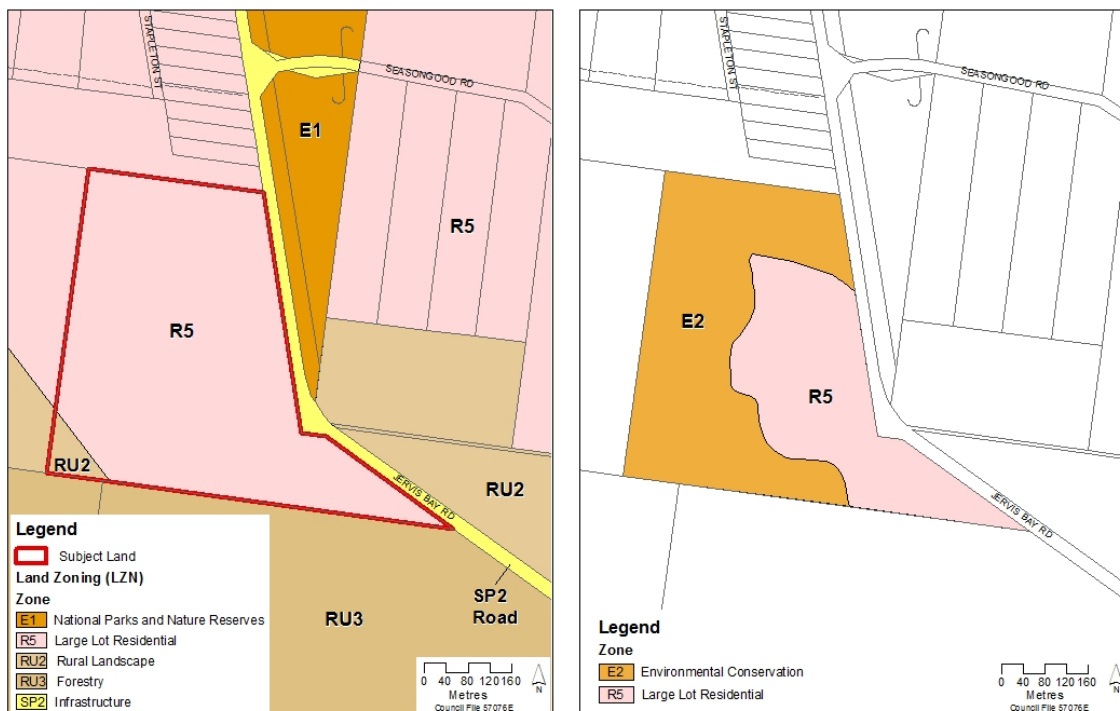 STAPLETON ST
SEASONGOOD RD
E1
R5
R5
RU2
JERVIS BAY RD
RU2
SP2
Road
RU3
Legend
Subject Land
Land Zoning (LZN)
Zone
E1 National Parks and Nature Reserves
R5 Large Lot Residential
RU2 Rural Landscape
RU3 Forestry
SP2 Infrastructure
0 40 80 120 160
Metres
Council File 57076E
N
STAPLETON ST
SEASONGOOD RD
E2
R5
JERVIS BAY RD
Legend
Zone
E2 Environmental Conservation
R5 Large Lot Residential
0 40 80 120 160
Metres
Council File 57076E
N